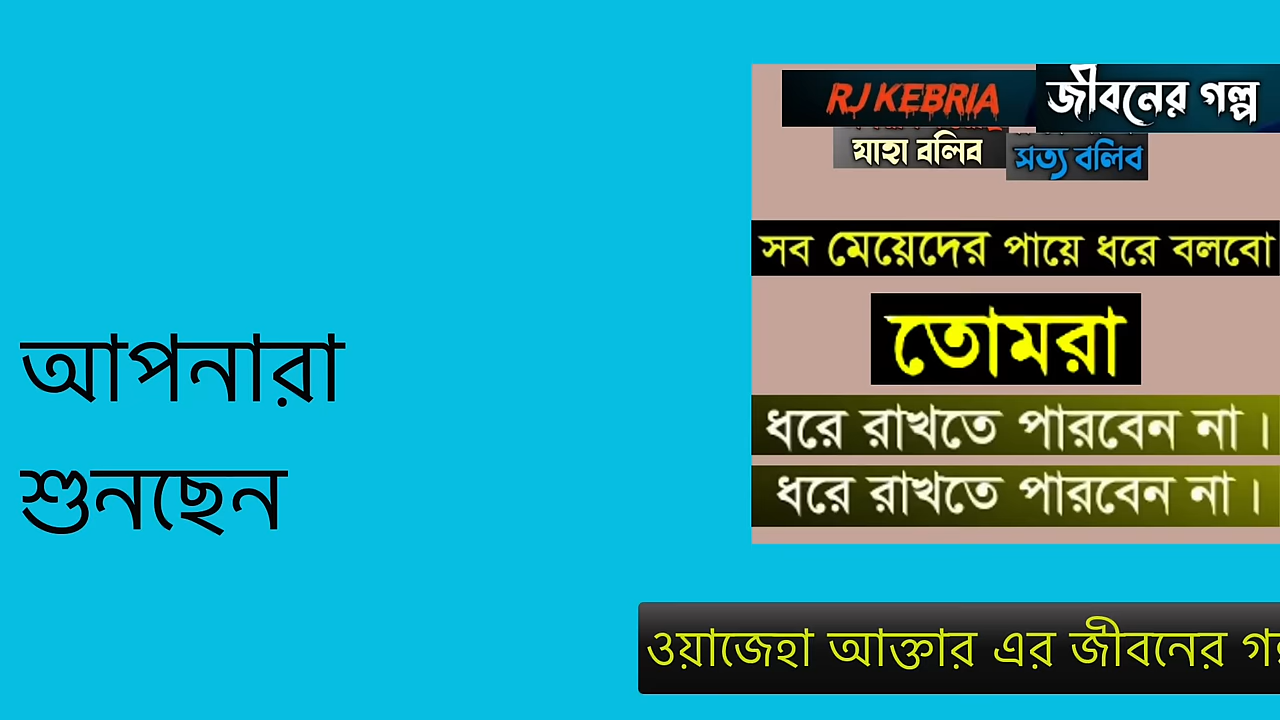 RJ KEBRIA জীবনের গল্প
যাহা বলিব সত্য বলিব
সব মেয়েদের পায়ে ধরে বলবো
তোমরা
ধরে রাখতে পারবেন না।
ধরে রাখতে পারবেন না।
আপনারা
শুনছেন
ওয়াজেহা আক্তার এর জীবনের